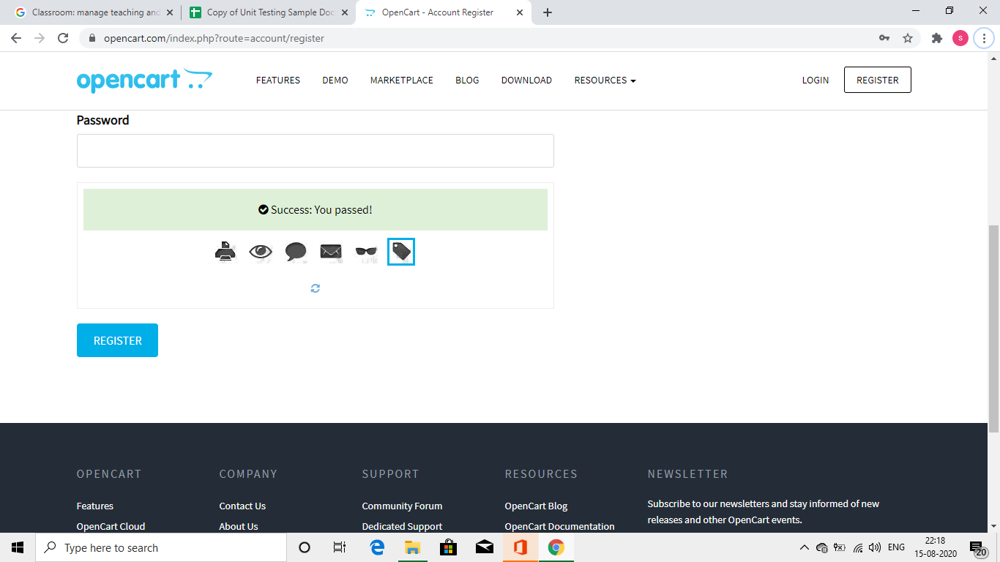 Classroom: manage teaching and
Copy of Unit Testing Sample Doc
OpenCart - Account Register
opencart.com/index.php?route=account/register
s
opencart
FEATURES
DEMO
MARKETPLACE
BLOG
DOWNLOAD
RESOURCES
LOGIN
REGISTER
Password
Success: You passed!
REGISTER
OPENCART
COMPANY
SUPPORT
RESOURCES
NEWSLETTER
Features
Contact Us
Community Forum
OpenCart Blog
Subscribe to our newsletters and stay informed of new
releases and other OpenCart events.
OpenCart Cloud
About Us
Dedicated Support
OpenCart Documentation
Type here to search
ENG
22:18
15-08-2020
20